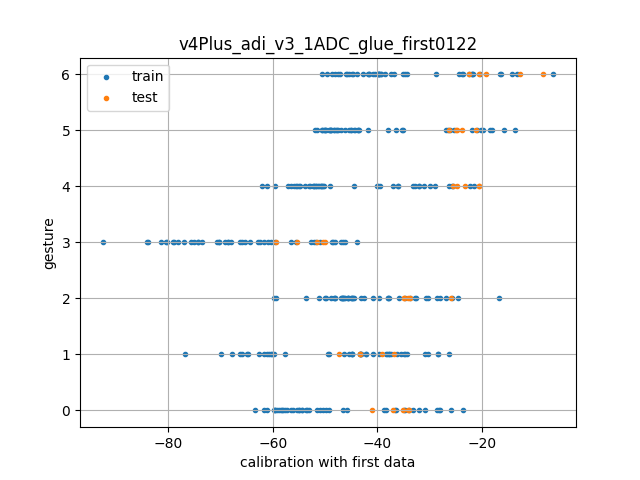 v4Plus_adi_v3_1ADC_glue_first0122
train
test
6
5
4
3
2
1
0
gesture
−80 −60 −40 −20
calibration with first data